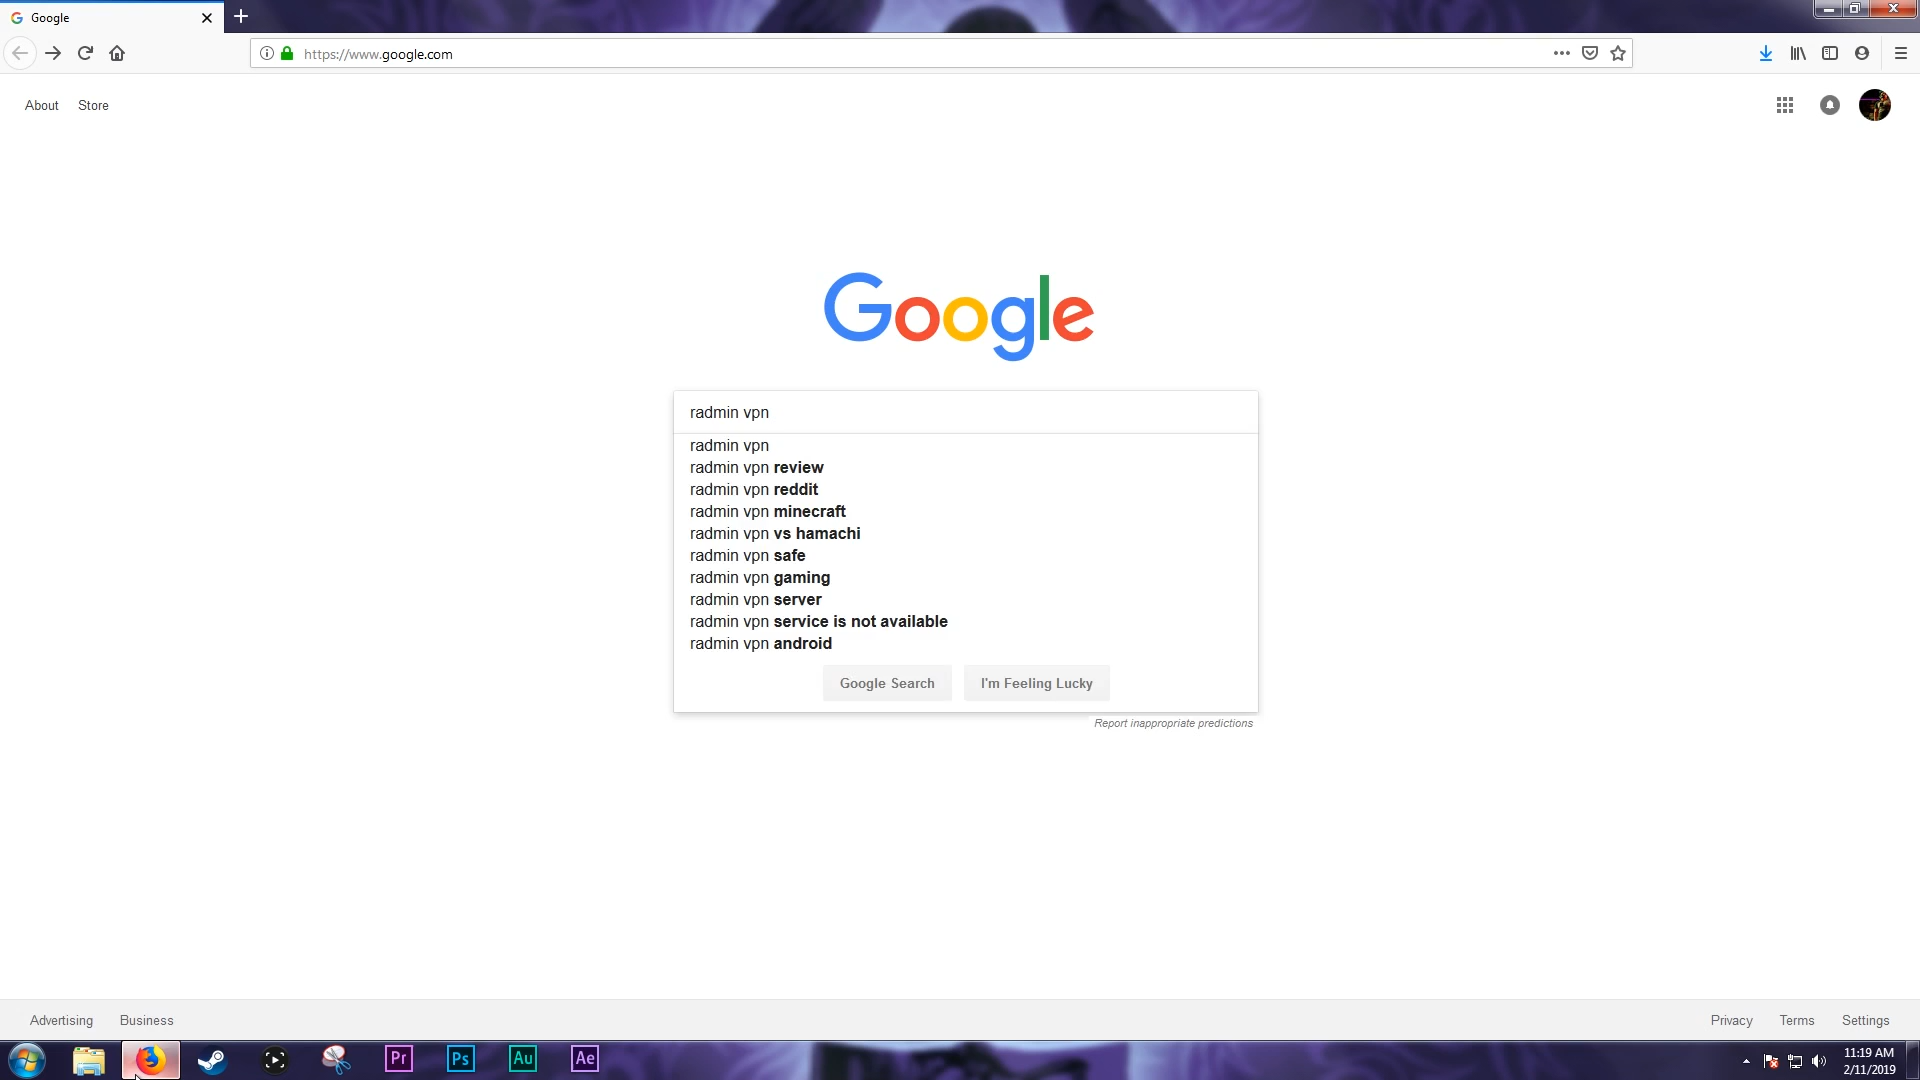 Google
https://www.google.com
About Store
Google
radmin vpn
radmin vpn
radmin vpn review
radmin vpn reddit
radmin vpn minecraft
radmin vpn vs hamachi
radmin vpn safe
radmin vpn gaming
radmin vpn server
radmin vpn service is not available
radmin vpn android
Google Search I'm Feeling Lucky
Report inappropriate predictions
Advertising Business Privacy Terms Settings
Pr Ps Au Ae 11:19 AM
2/11/2019